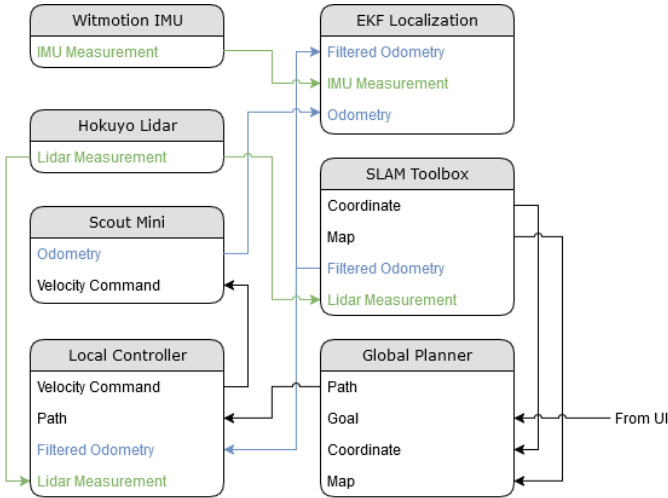 Witmotion IMU
IMU Measurement
Hokuyo Lidar
Lidar Measurement
Scout Mini
Odometry
Velocity Command
Local Controller
Velocity Command
Path
Filtered Odometry
Lidar Measurement
EKF Localization
Filtered Odometry
IMU Measurement
Odometry
SLAM Toolbox
Coordinate
Map
Filtered Odometry
Lidar Measurement
Global Planner
Path
Goal
Coordinate
Map
From UI